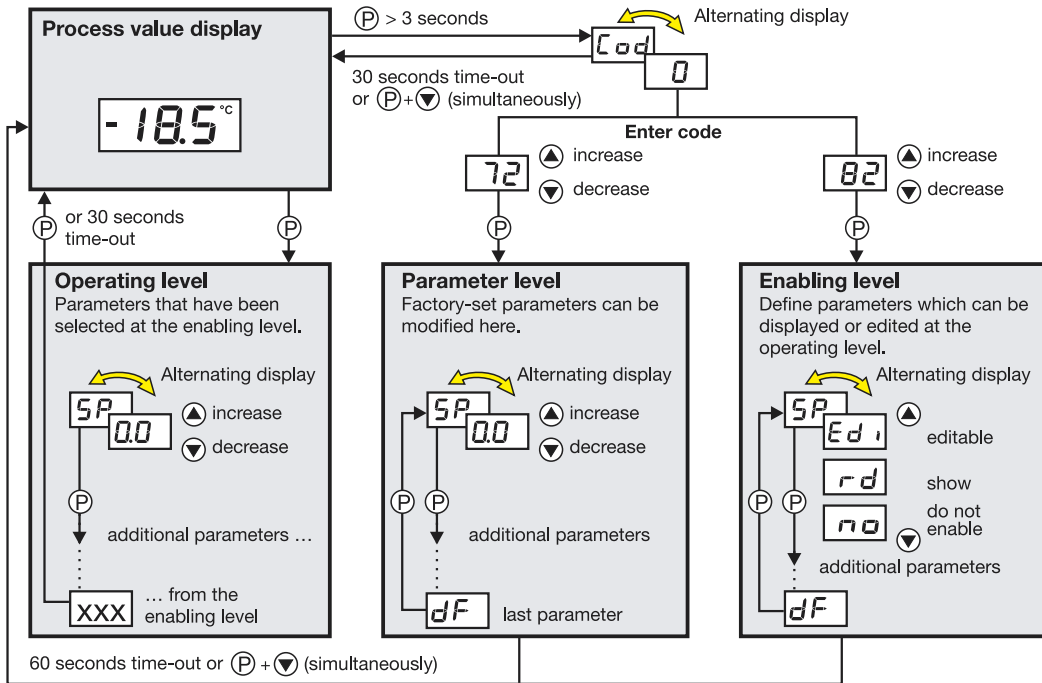 Process value display
-18.5 °C
P > 3 seconds
30 seconds time-out
or P + ▼ (simultaneously)
Alternating display
Cod
0
Enter code
72
▲ increase
▼ decrease
82
▲ increase
▼ decrease
P
or 30 seconds
time-out
P
P
P
Operating level
Parameters that have been
selected at the enabling level.
Alternating display
SP
0.0
▲ increase
▼ decrease
P
additional parameters ...
xxx
... from the
enabling level
Parameter level
Factory-set parameters can be
modified here.
Alternating display
SP
0.0
▲ increase
▼ decrease
P
P
additional parameters
dF
last parameter
Enabling level
Define parameters which can be
displayed or edited at the
operating level.
Alternating display
SP
Edi
editable
rd
show
no
do not
enable
P
P
additional parameters
dF
60 seconds time-out or P + ▼ (simultaneously)